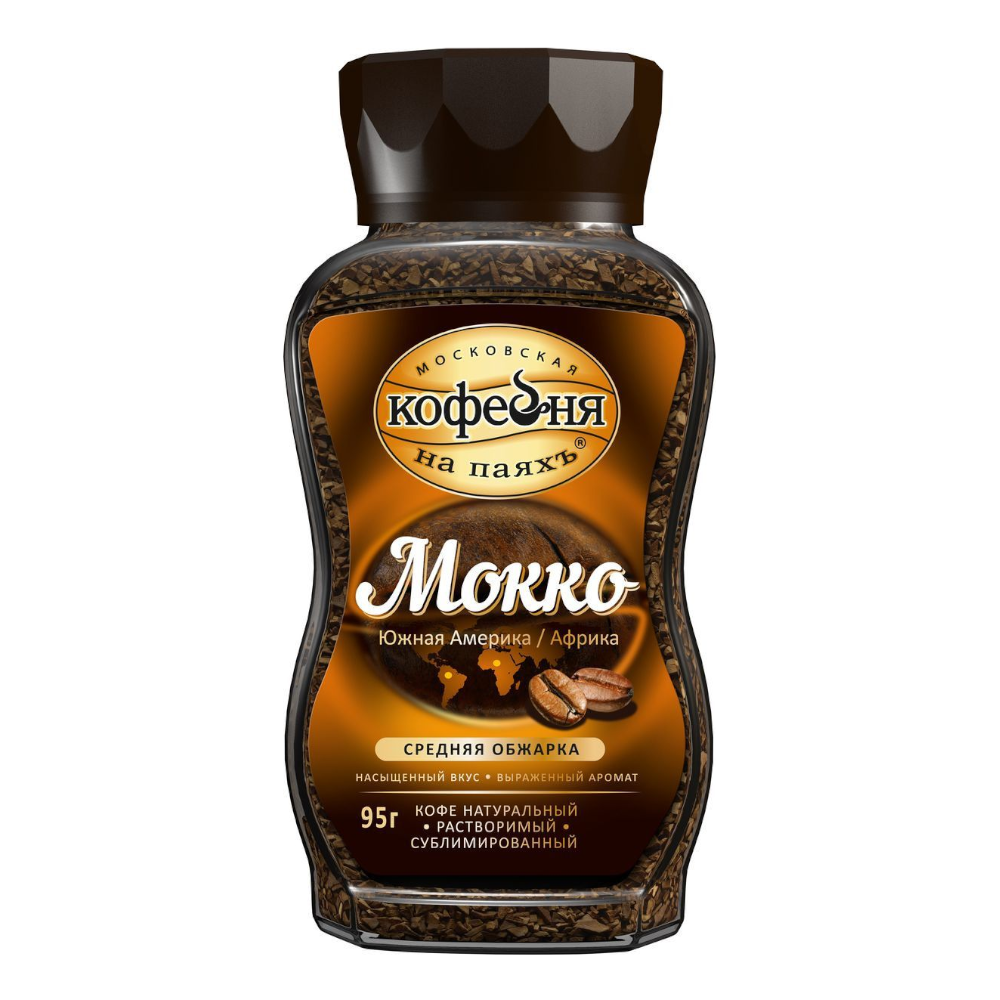 МОСКОВСКАЯ
кофейня
на паяхъ®
Мокко
Южная Америка / Африка
СРЕДНЯЯ ОБЖАРКА
НАСЫЩЕННЫЙ ВКУС • ВЫРАЖЕННЫЙ АРОМАТ
95г
КОФЕ НАТУРАЛЬНЫЙ
• РАСТВОРИМЫЙ •
СУБЛИМИРОВАННЫЙ